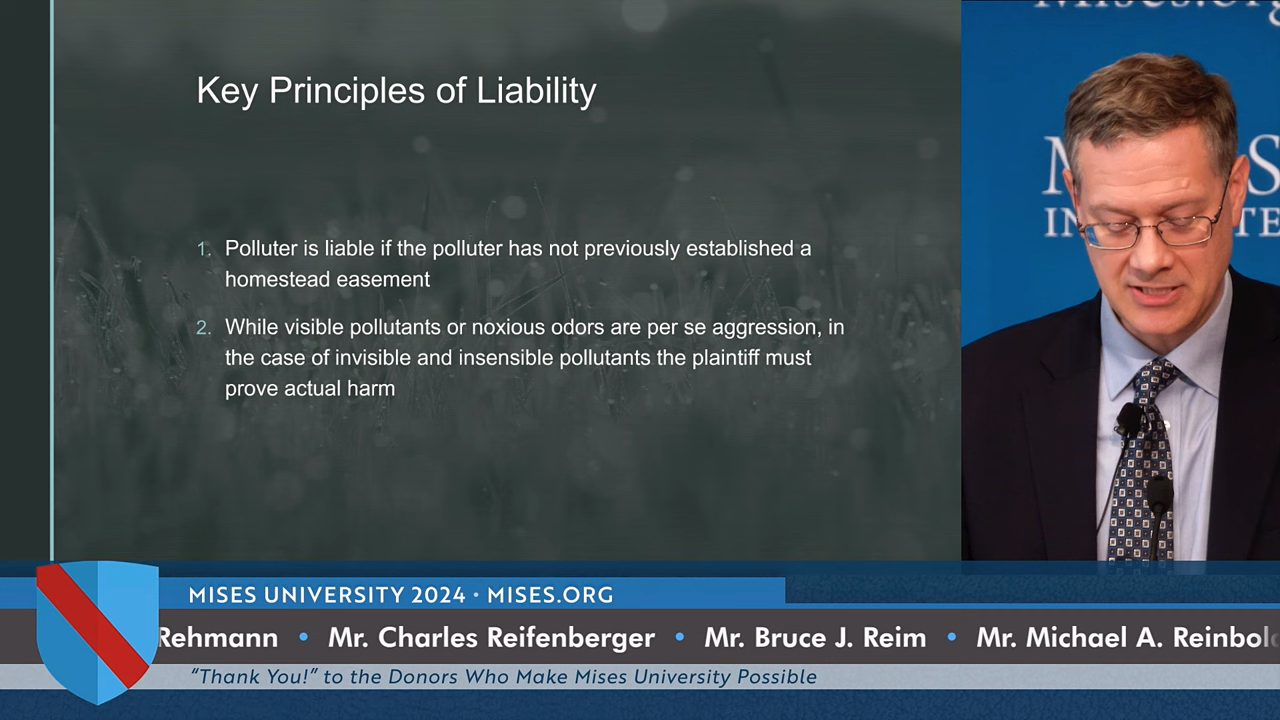 Key Principles of Liability
1. Polluter is liable if the polluter has not previously established a
homestead easement
2. While visible pollutants or noxious odors are per se aggression, in
the case of invisible and insensible pollutants the plaintiff must
prove actual harm
MISES UNIVERSITY 2024 • MISES.ORG
Rehmann • Mr. Charles Reifenberger • Mr. Bruce J. Reim • Mr. Michael A.
“Thank You!” to the Donors Who Make Mises University Possible